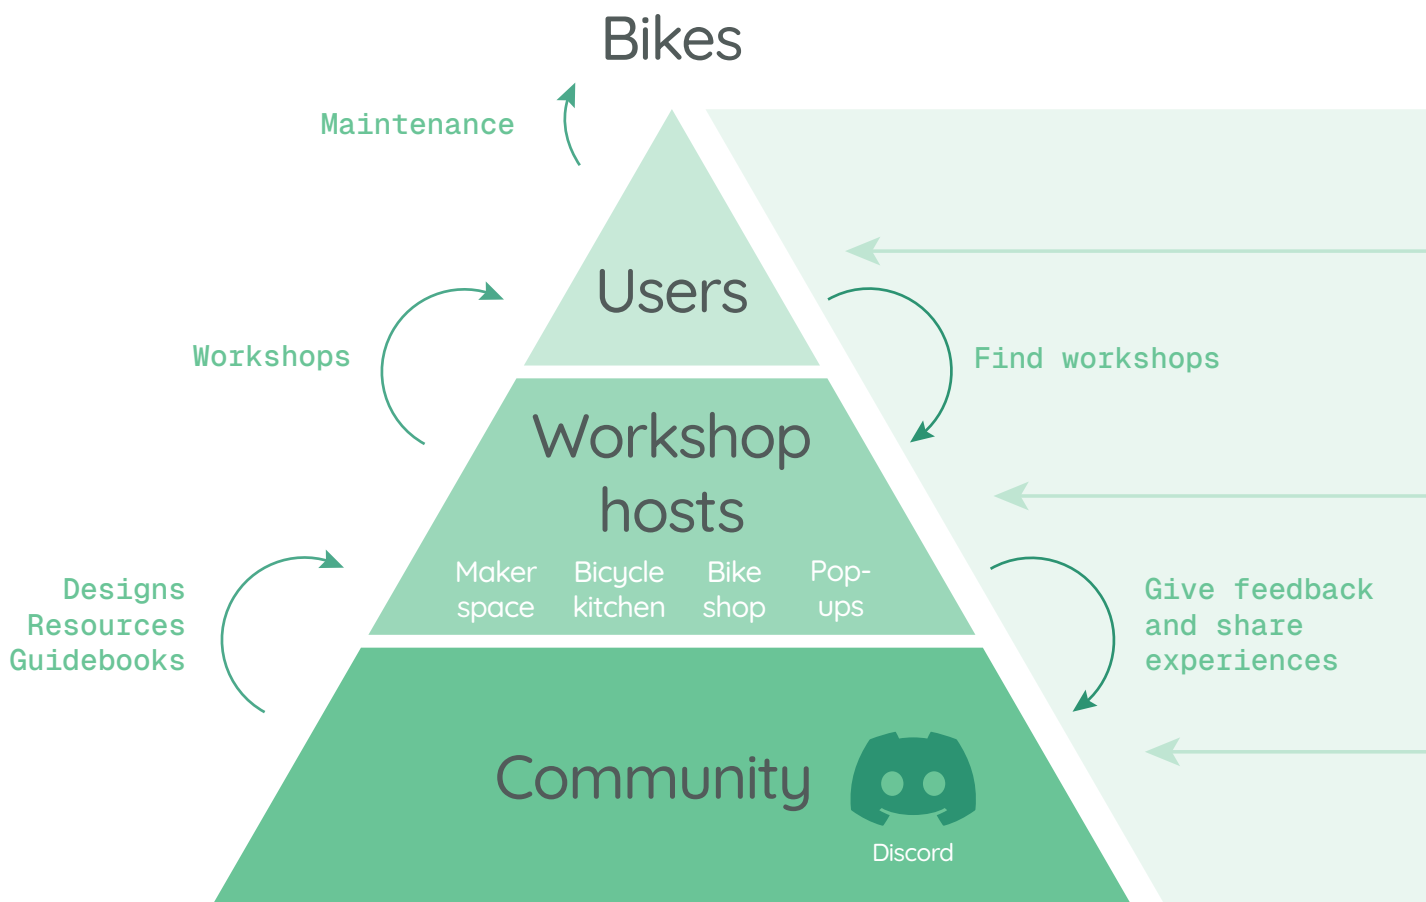 Bikes
Maintenance
Users
Workshops
Find workshops
Workshop
hosts
Maker
space
Bicycle
kitchen
Bike
shop
Pop-
ups
Designs
Resources
Guidebooks
Give feedback
and share
experiences
Community
Discord